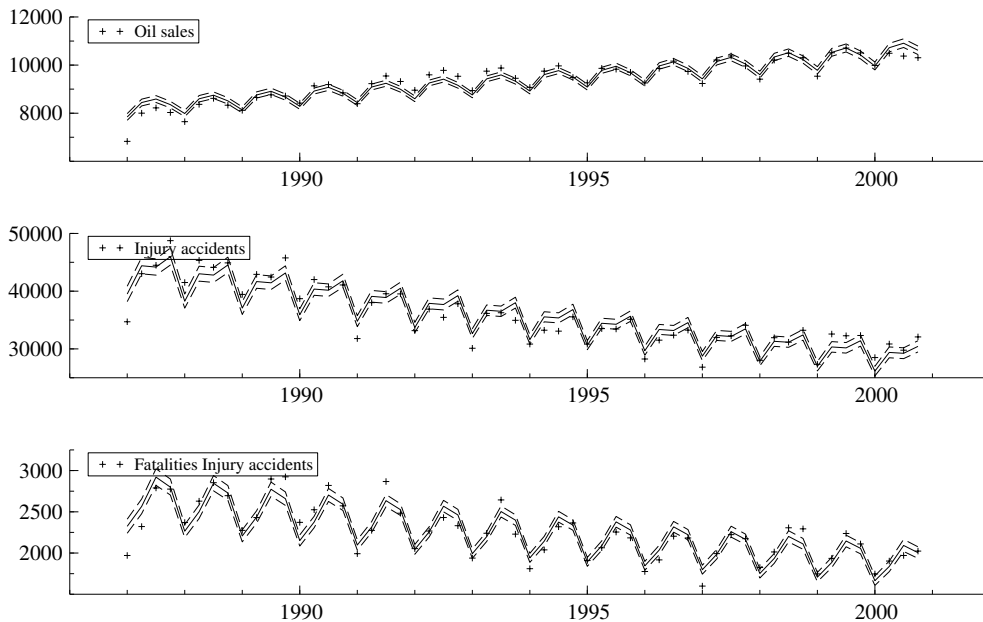 12000
+ + Oil sales
10000
8000
1990 1995 2000
50000
+ + Injury accidents
40000
30000
1990 1995 2000
3000
+ + Fatalities Injury accidents
2500
2000
1990 1995 2000